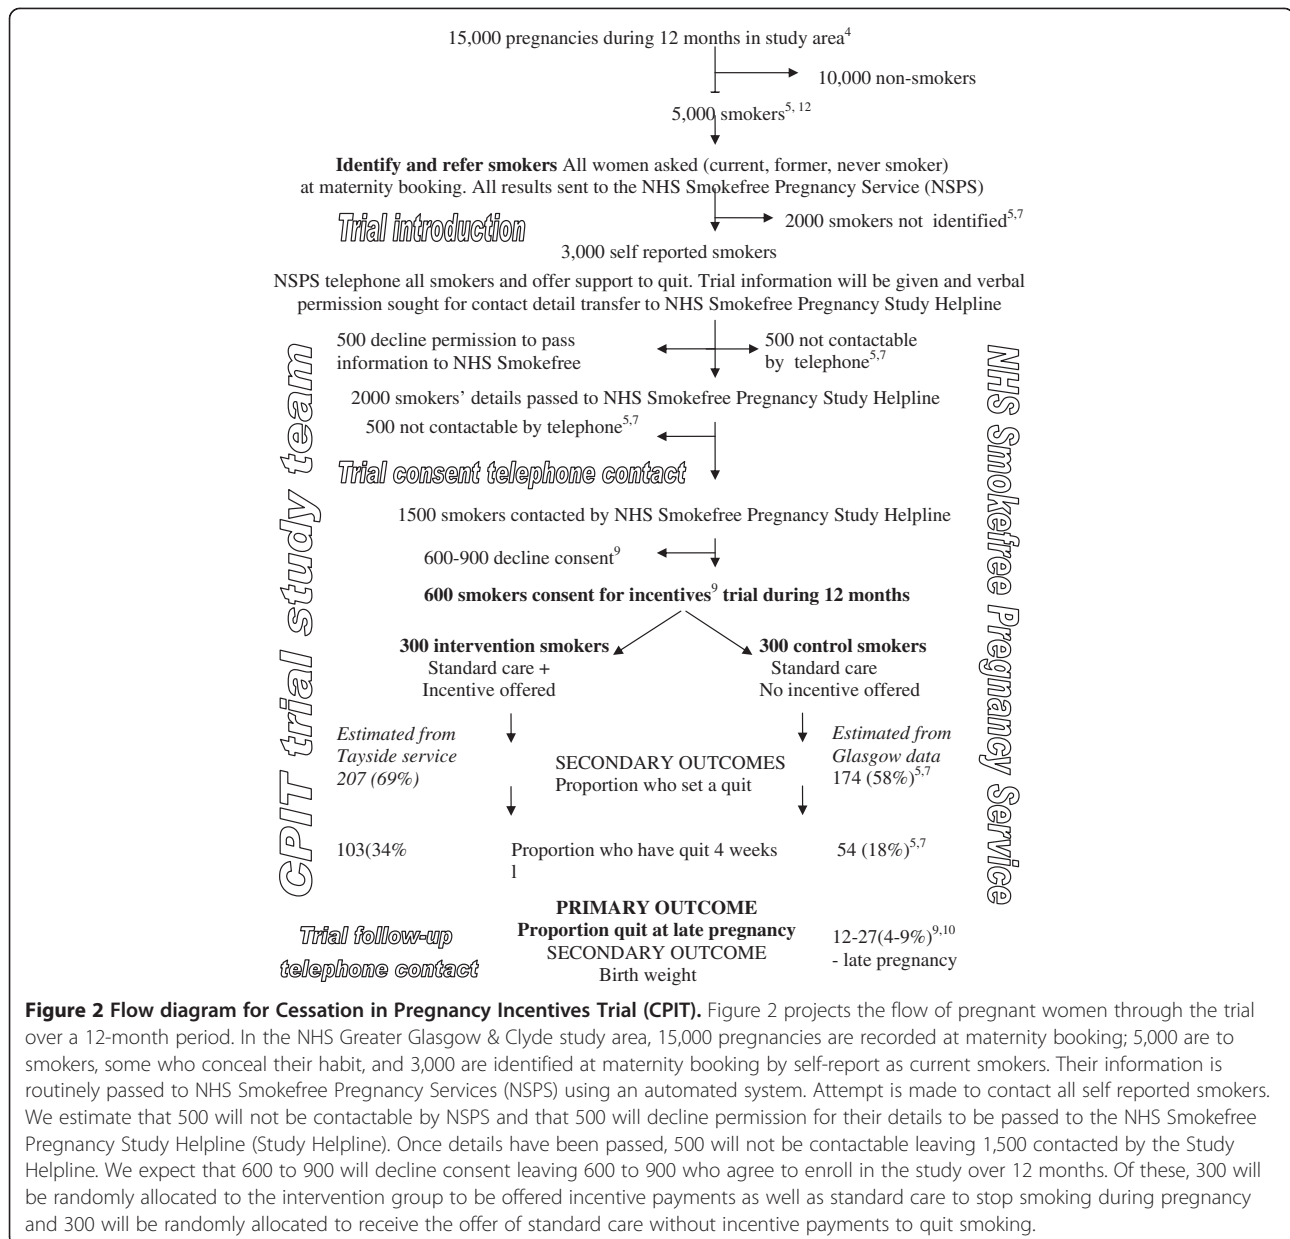 15,000 pregnancies during 12 months in study area4
10,000 non-smokers
5,000 smokers5, 12
Identify and refer smokers All women asked (current, former, never smoker)
at maternity booking. All results sent to the NHS Smokefree Pregnancy Service (NSPS)
Trial introduction
2000 smokers not identified5,7
3,000 self reported smokers
NSPS telephone all smokers and offer support to quit. Trial information will be given and verbal
permission sought for contact detail transfer to NHS Smokefree Pregnancy Study Helpline
500 decline permission to pass
information to NHS Smokefree
500 not contactable
by telephone5,7
2000 smokers' details passed to NHS Smokefree Pregnancy Study Helpline
500 not contactable by telephone5,7
Trial consent telephone contact
1500 smokers contacted by NHS Smokefree Pregnancy Study Helpline
600-900 decline consent9
600 smokers consent for incentives9 trial during 12 months
300 intervention smokers
Standard care +
Incentive offered
300 control smokers
Standard care
No incentive offered
Estimated from
Tayside service
207 (69%)
SECONDARY OUTCOMES
Proportion who set a quit
Estimated from
Glasgow data
174 (58%)5,7
103(34%
Proportion who have quit 4 weeks
l
54 (18%)5,7
PRIMARY OUTCOME
Proportion quit at late pregnancy
SECONDARY OUTCOME
Birth weight
12-27(4-9%)9,10
- late pregnancy
Trial follow-up
telephone contact
CPIT trial study team
NHS Smokefree Pregnancy Service
Figure 2 Flow diagram for Cessation in Pregnancy Incentives Trial (CPIT). Figure 2 projects the flow of pregnant women through the trial
over a 12-month period. In the NHS Greater Glasgow & Clyde study area, 15,000 pregnancies are recorded at maternity booking; 5,000 are to
smokers, some who conceal their habit, and 3,000 are identified at maternity booking by self-report as current smokers. Their information is
routinely passed to NHS Smokefree Pregnancy Services (NSPS) using an automated system. Attempt is made to contact all self reported smokers.
We estimate that 500 will not be contactable by NSPS and that 500 will decline permission for their details to be passed to the NHS Smokefree
Pregnancy Study Helpline (Study Helpline). Once details have been passed, 500 will not be contactable leaving 1,500 contacted by the Study
Helpline. We expect that 600 to 900 will decline consent leaving 600 to 900 who agree to enroll in the study over 12 months. Of these, 300 will
be randomly allocated to the intervention group to be offered incentive payments as well as standard care to stop smoking during pregnancy
and 300 will be randomly allocated to receive the offer of standard care without incentive payments to quit smoking.